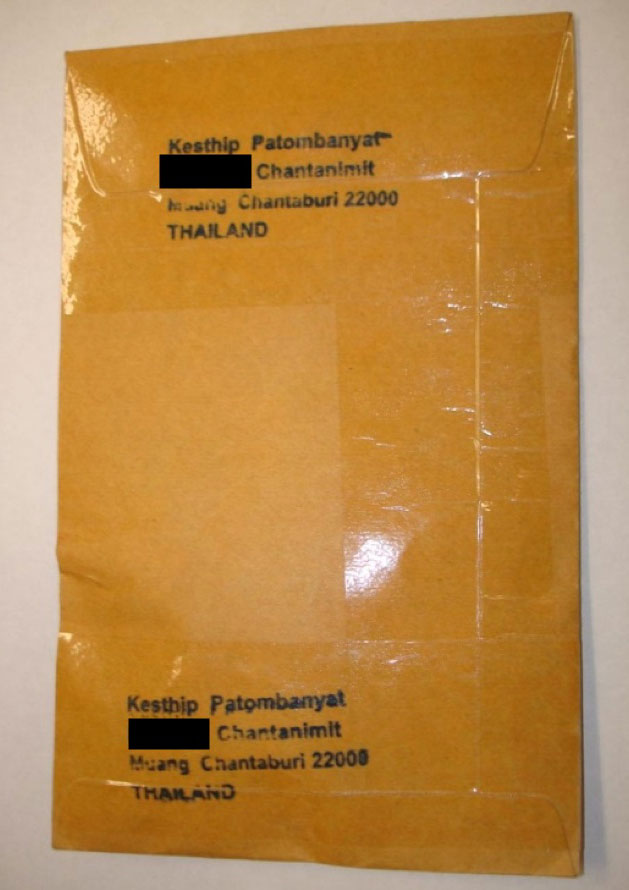 Kesthip Patombanyat
Chantanimit
Muang Chantaburi 22000
THAILAND
Kesthip Patombanyat
Chantanimit
Muang Chantaburi 22000
THAILAND